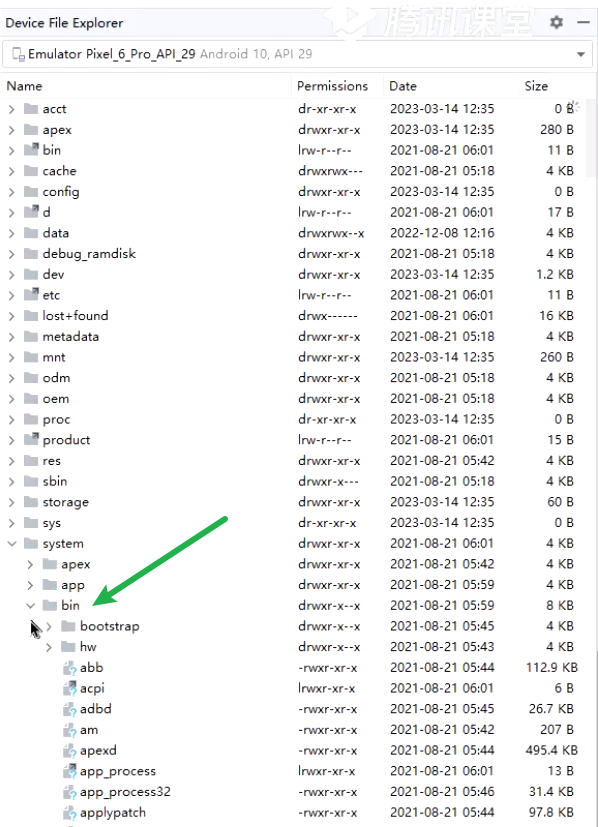 腾讯课堂
Device File Explorer
Emulator Pixel_6_Pro_API_29 Android 10, API 29
Name Permissions Date Size
acct dr-xr-xr-x 2023-03-14 12:35 0 B
apex drwxr-xr-x 2023-03-14 12:35 280 B
bin lrw-r--r-- 2021-08-21 06:01 11 B
cache drwxrwx--- 2021-08-21 05:18 4 KB
config drwxr-xr-x 2023-03-14 12:35 0 B
d lrw-r--r-- 2021-08-21 06:01 17 B
data drwxrwx--x 2022-12-08 12:16 4 KB
debug_ramdisk drwxr-xr-x 2021-08-21 05:18 4 KB
dev drwxr-xr-x 2023-03-14 12:35 1.2 KB
etc lrw-r--r-- 2021-08-21 06:01 11 B
lost+found drwx------ 2021-08-21 06:01 16 KB
metadata drwxr-xr-x 2021-08-21 05:18 4 KB
mnt drwxr-xr-x 2023-03-14 12:35 260 B
odm drwxr-xr-x 2021-08-21 05:18 4 KB
oem drwxr-xr-x 2021-08-21 05:18 4 KB
proc dr-xr-xr-x 2023-03-14 12:35 0 B
product lrw-r--r-- 2021-08-21 06:01 15 B
res drwxr-xr-x 2021-08-21 05:42 4 KB
sbin drwxr-x--- 2021-08-21 05:18 4 KB
storage drwxr-xr-x 2023-03-14 12:35 60 B
sys dr-xr-xr-x 2023-03-14 12:35 0 B
system drwxr-xr-x 2021-08-21 06:01 4 KB
apex drwxr-xr-x 2021-08-21 05:42 4 KB
app drwxr-xr-x 2021-08-21 05:59 4 KB
bin drwxr-x--x 2021-08-21 05:59 8 KB
bootstrap drwxr-x--x 2021-08-21 05:45 4 KB
hw drwxr-x--x 2021-08-21 05:43 4 KB
abb -rwxr-xr-x 2021-08-21 05:44 112.9 KB
acpi lrwxr-xr-x 2021-08-21 06:01 6 B
adbd -rwxr-xr-x 2021-08-21 05:45 26.7 KB
am -rwxr-xr-x 2021-08-21 05:42 207 B
apexd -rwxr-xr-x 2021-08-21 05:44 495.4 KB
app_process lrwxr-xr-x 2021-08-21 06:01 13 B
app_process32 -rwxr-xr-x 2021-08-21 05:46 31.4 KB
applypatch -rwxr-xr-x 2021-08-21 05:44 97.8 KB